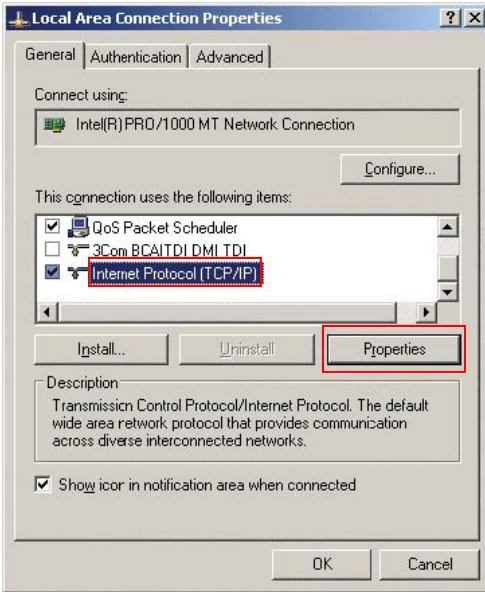 Local Area Connection Properties
General Authentication Advanced
Connect using:
Intel(R) PRO/1000 MT Network Connection
Configure...
This connection uses the following items:
QoS Packet Scheduler
3Com BCAITDI DMI TDI
Internet Protocol (TCP/IP)
Install... Uninstall Properties
Description
Transmission Control Protocol/Internet Protocol. The default
wide area network protocol that provides communication
across diverse interconnected networks.
Show icon in notification area when connected
OK Cancel